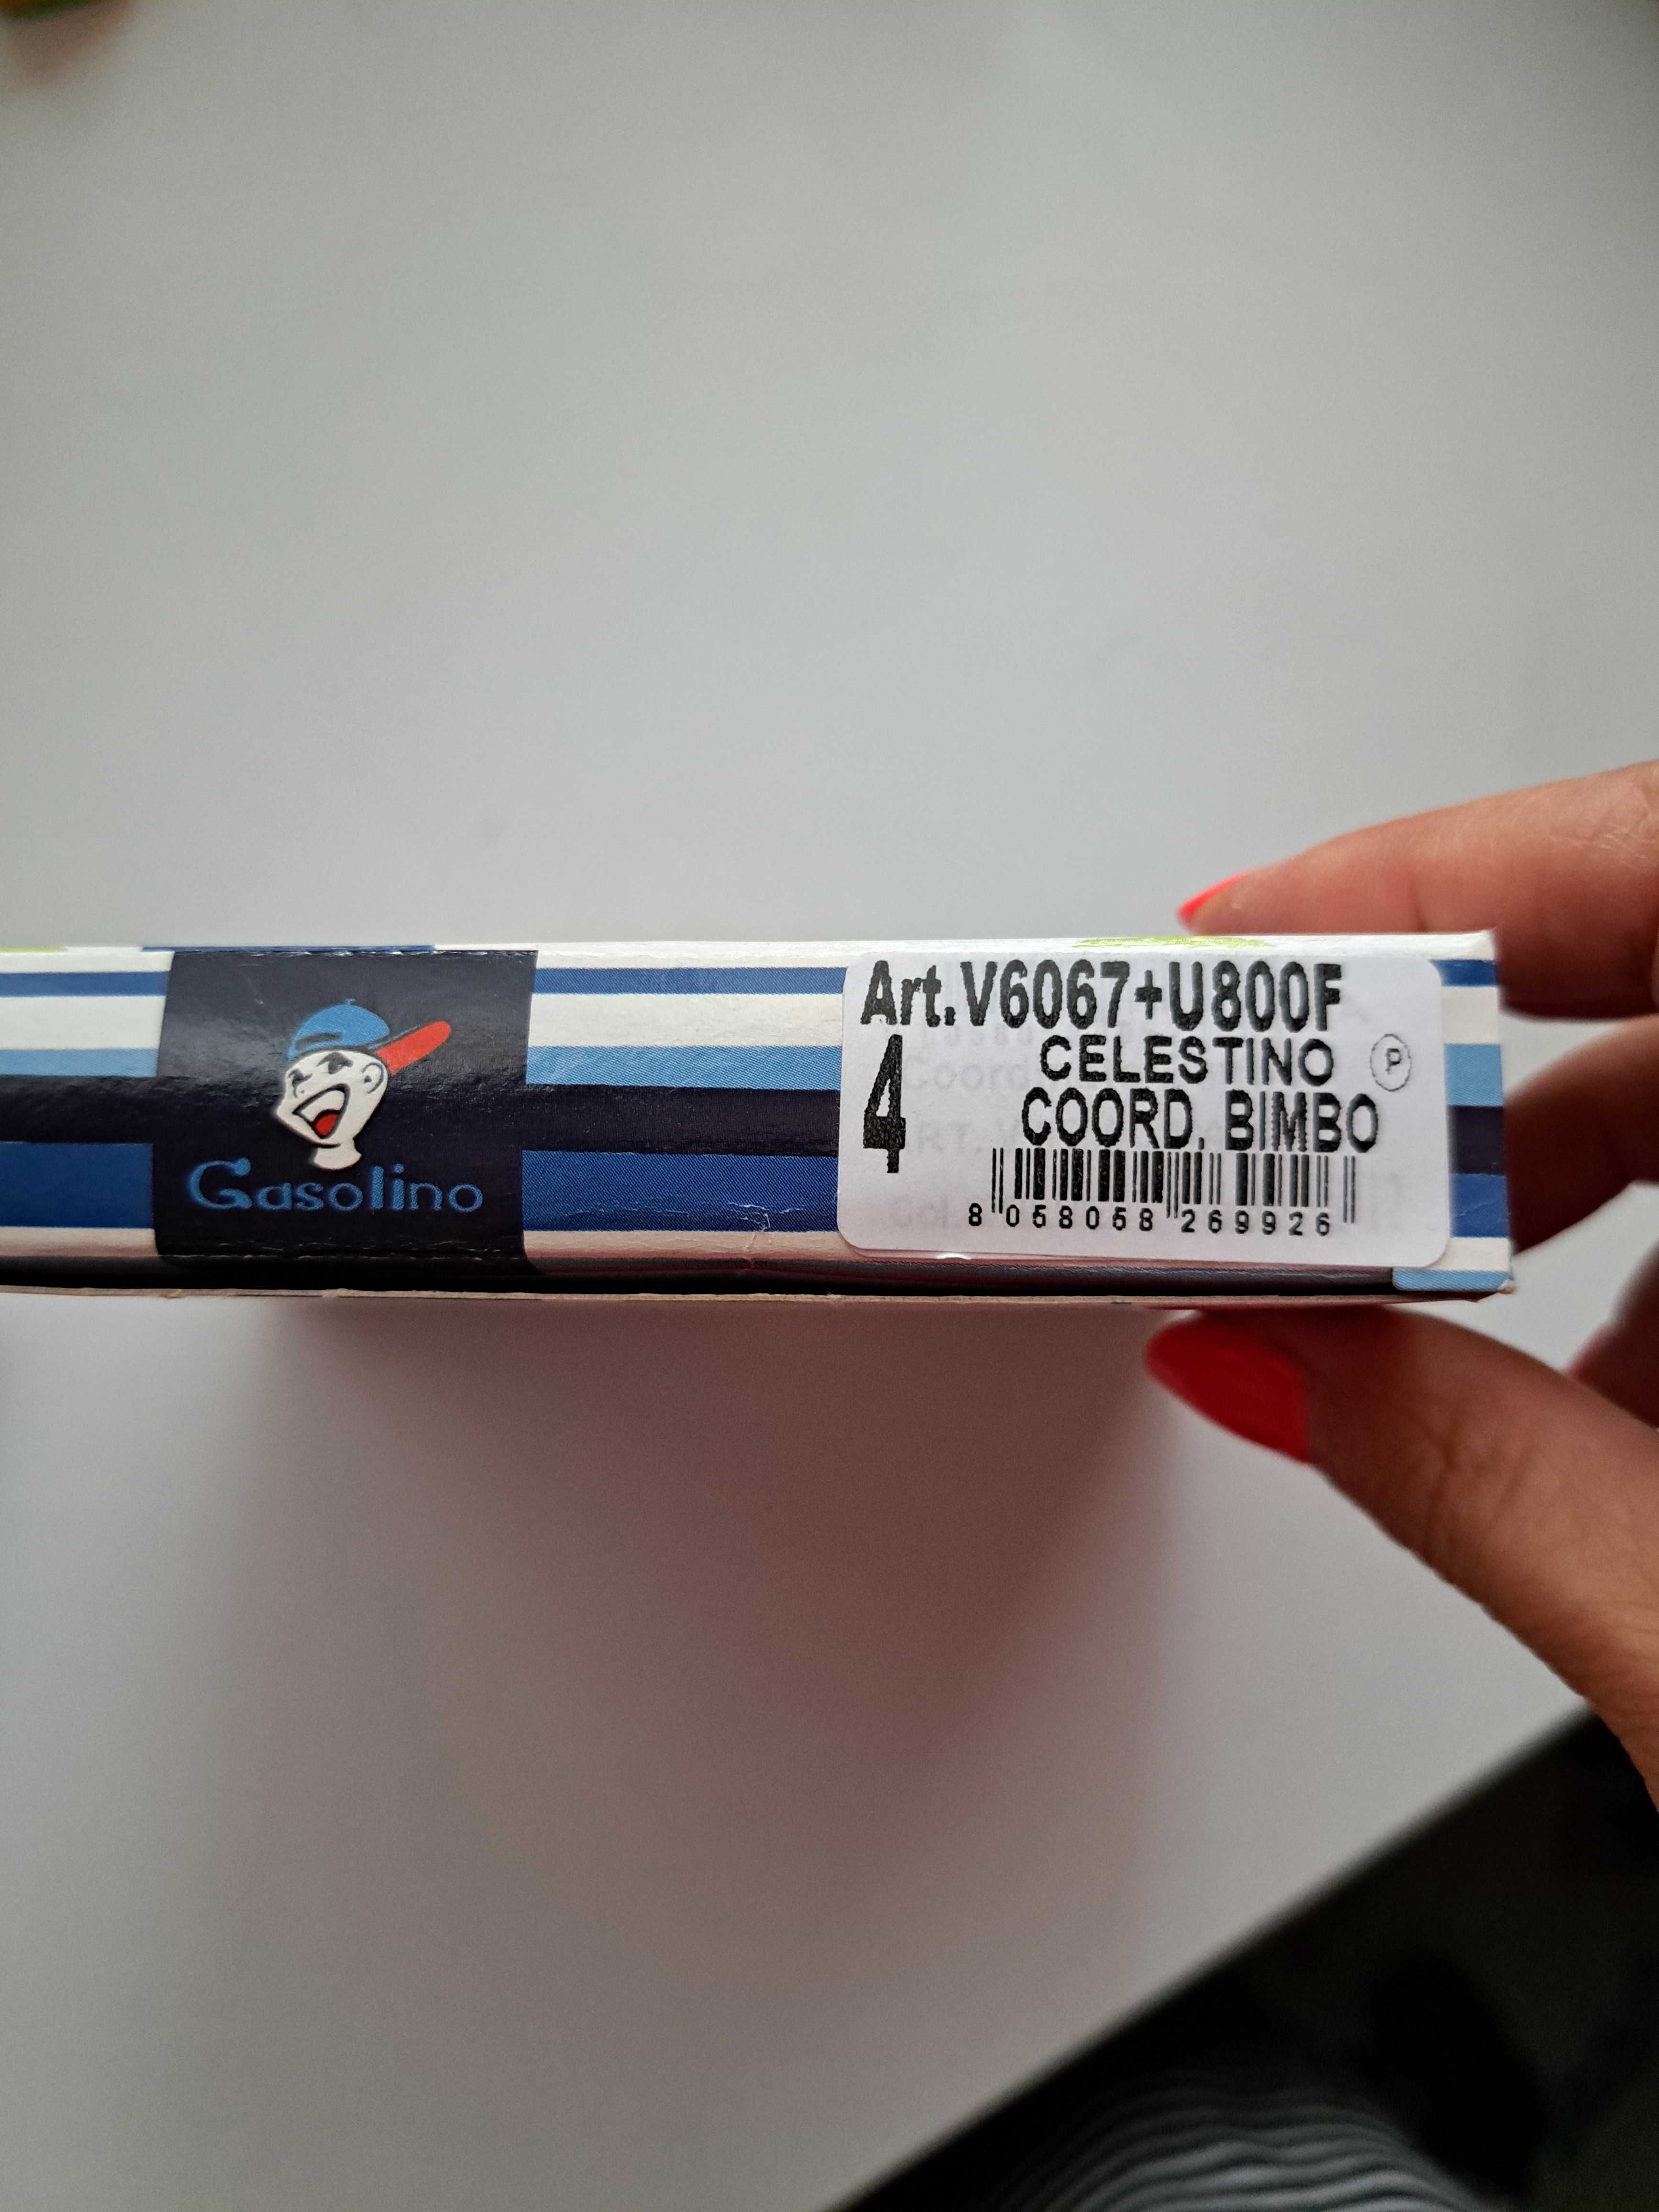 Gasolino
Art.V6067+U800F
4
CELESTINO
P
COORD. BIMBO
8 058058 269926